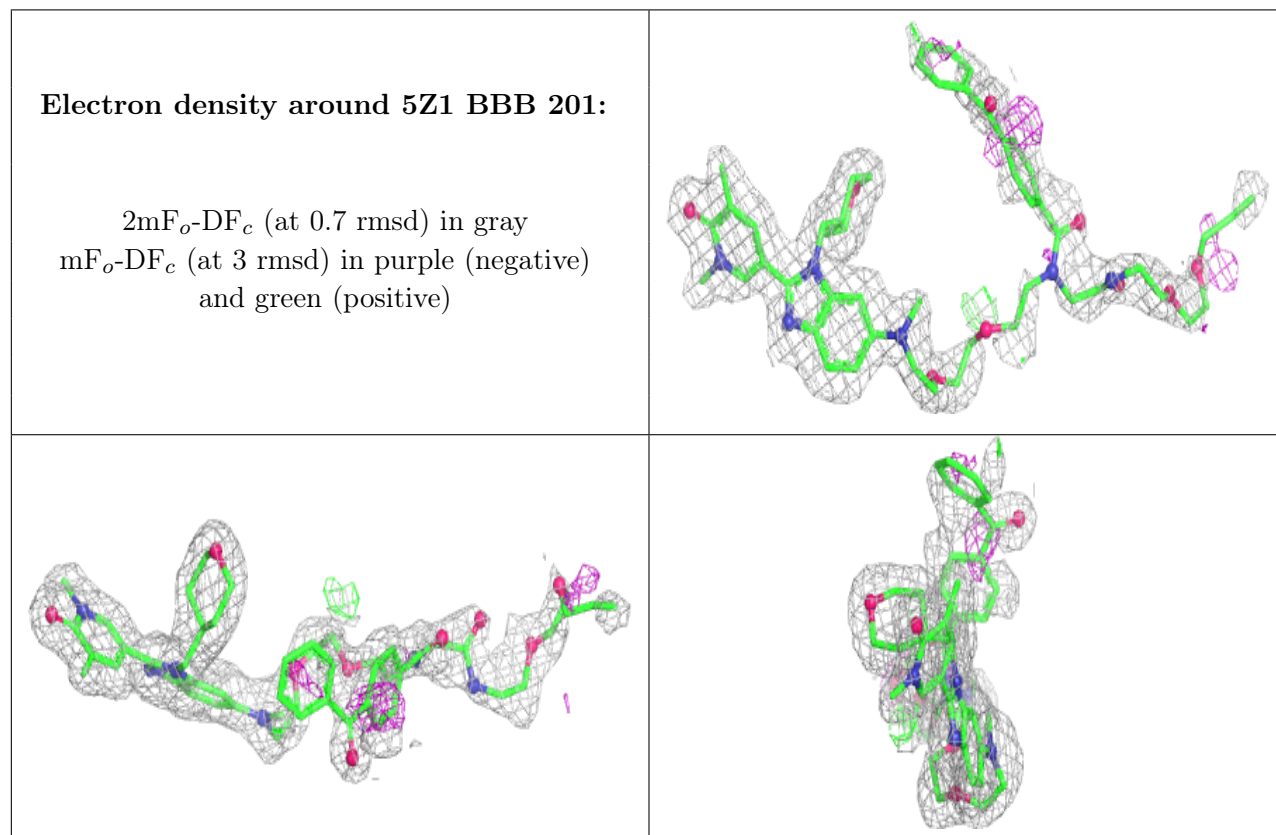 Electron density around 5Z1 BBB 201:
2mFo-DFc (at 0.7 rmsd) in gray
mFo-DFc (at 3 rmsd) in purple (negative)
and green (positive)